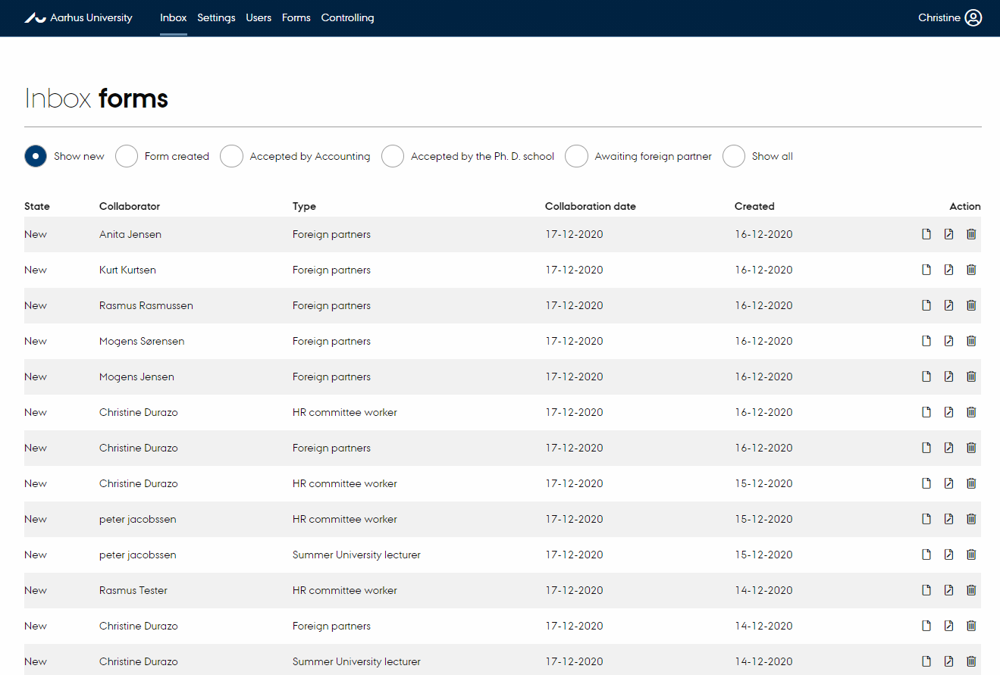 Aarhus University Inbox Settings Users Forms Controlling Christine
Inbox forms
Show new Form created Accepted by Accounting Accepted by the Ph. D. school Awaiting foreign partner Show all
State Collaborator Type Collaboration date Created Action
New Anita Jensen Foreign partners 17-12-2020 16-12-2020
New Kurt Kurtsen Foreign partners 17-12-2020 16-12-2020
New Rasmus Rasmussen Foreign partners 17-12-2020 16-12-2020
New Mogens Sørensen Foreign partners 17-12-2020 16-12-2020
New Mogens Jensen Foreign partners 17-12-2020 16-12-2020
New Christine Durazo HR committee worker 17-12-2020 16-12-2020
New Christine Durazo Foreign partners 17-12-2020 16-12-2020
New Christine Durazo HR committee worker 17-12-2020 15-12-2020
New peter jacobssen HR committee worker 17-12-2020 15-12-2020
New peter jacobssen Summer University lecturer 17-12-2020 15-12-2020
New Rasmus Tester HR committee worker 17-12-2020 14-12-2020
New Christine Durazo Foreign partners 17-12-2020 14-12-2020
New Christine Durazo Summer University lecturer 17-12-2020 14-12-2020